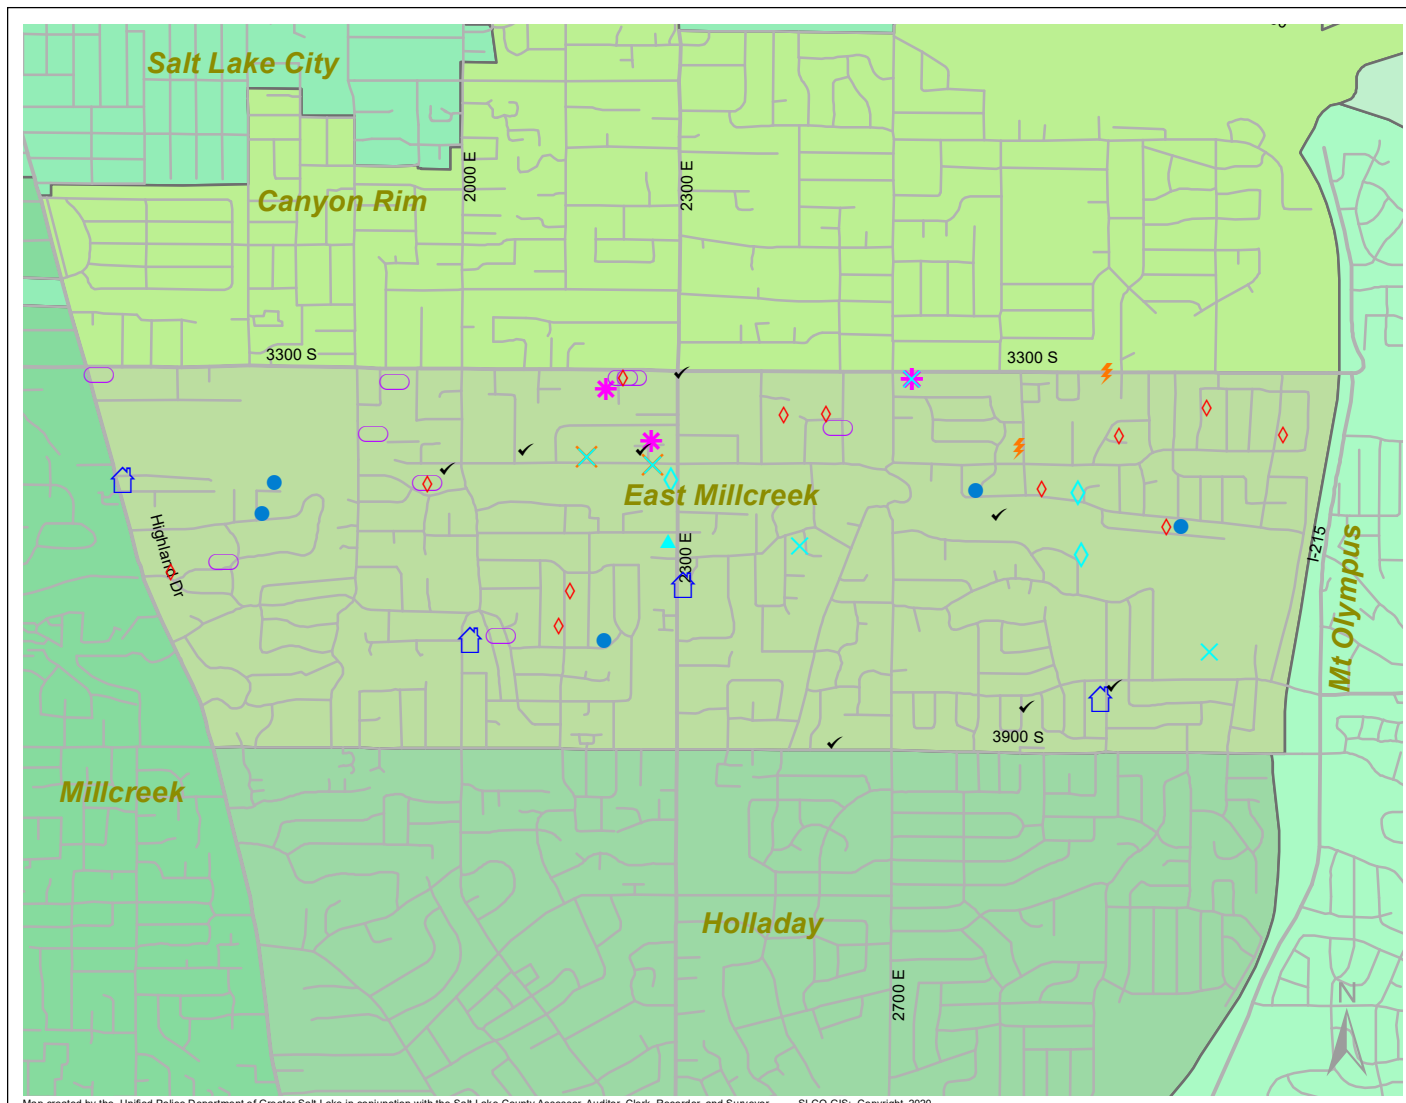 Salt Lake City
2000 E
2300 E
Canyon Rim
3300 S
3300 S
East Millcreek
Highland Dr
2300 E
I-215
Mt Olympus
3900 S
Millcreek
Holladay
2700 E
N